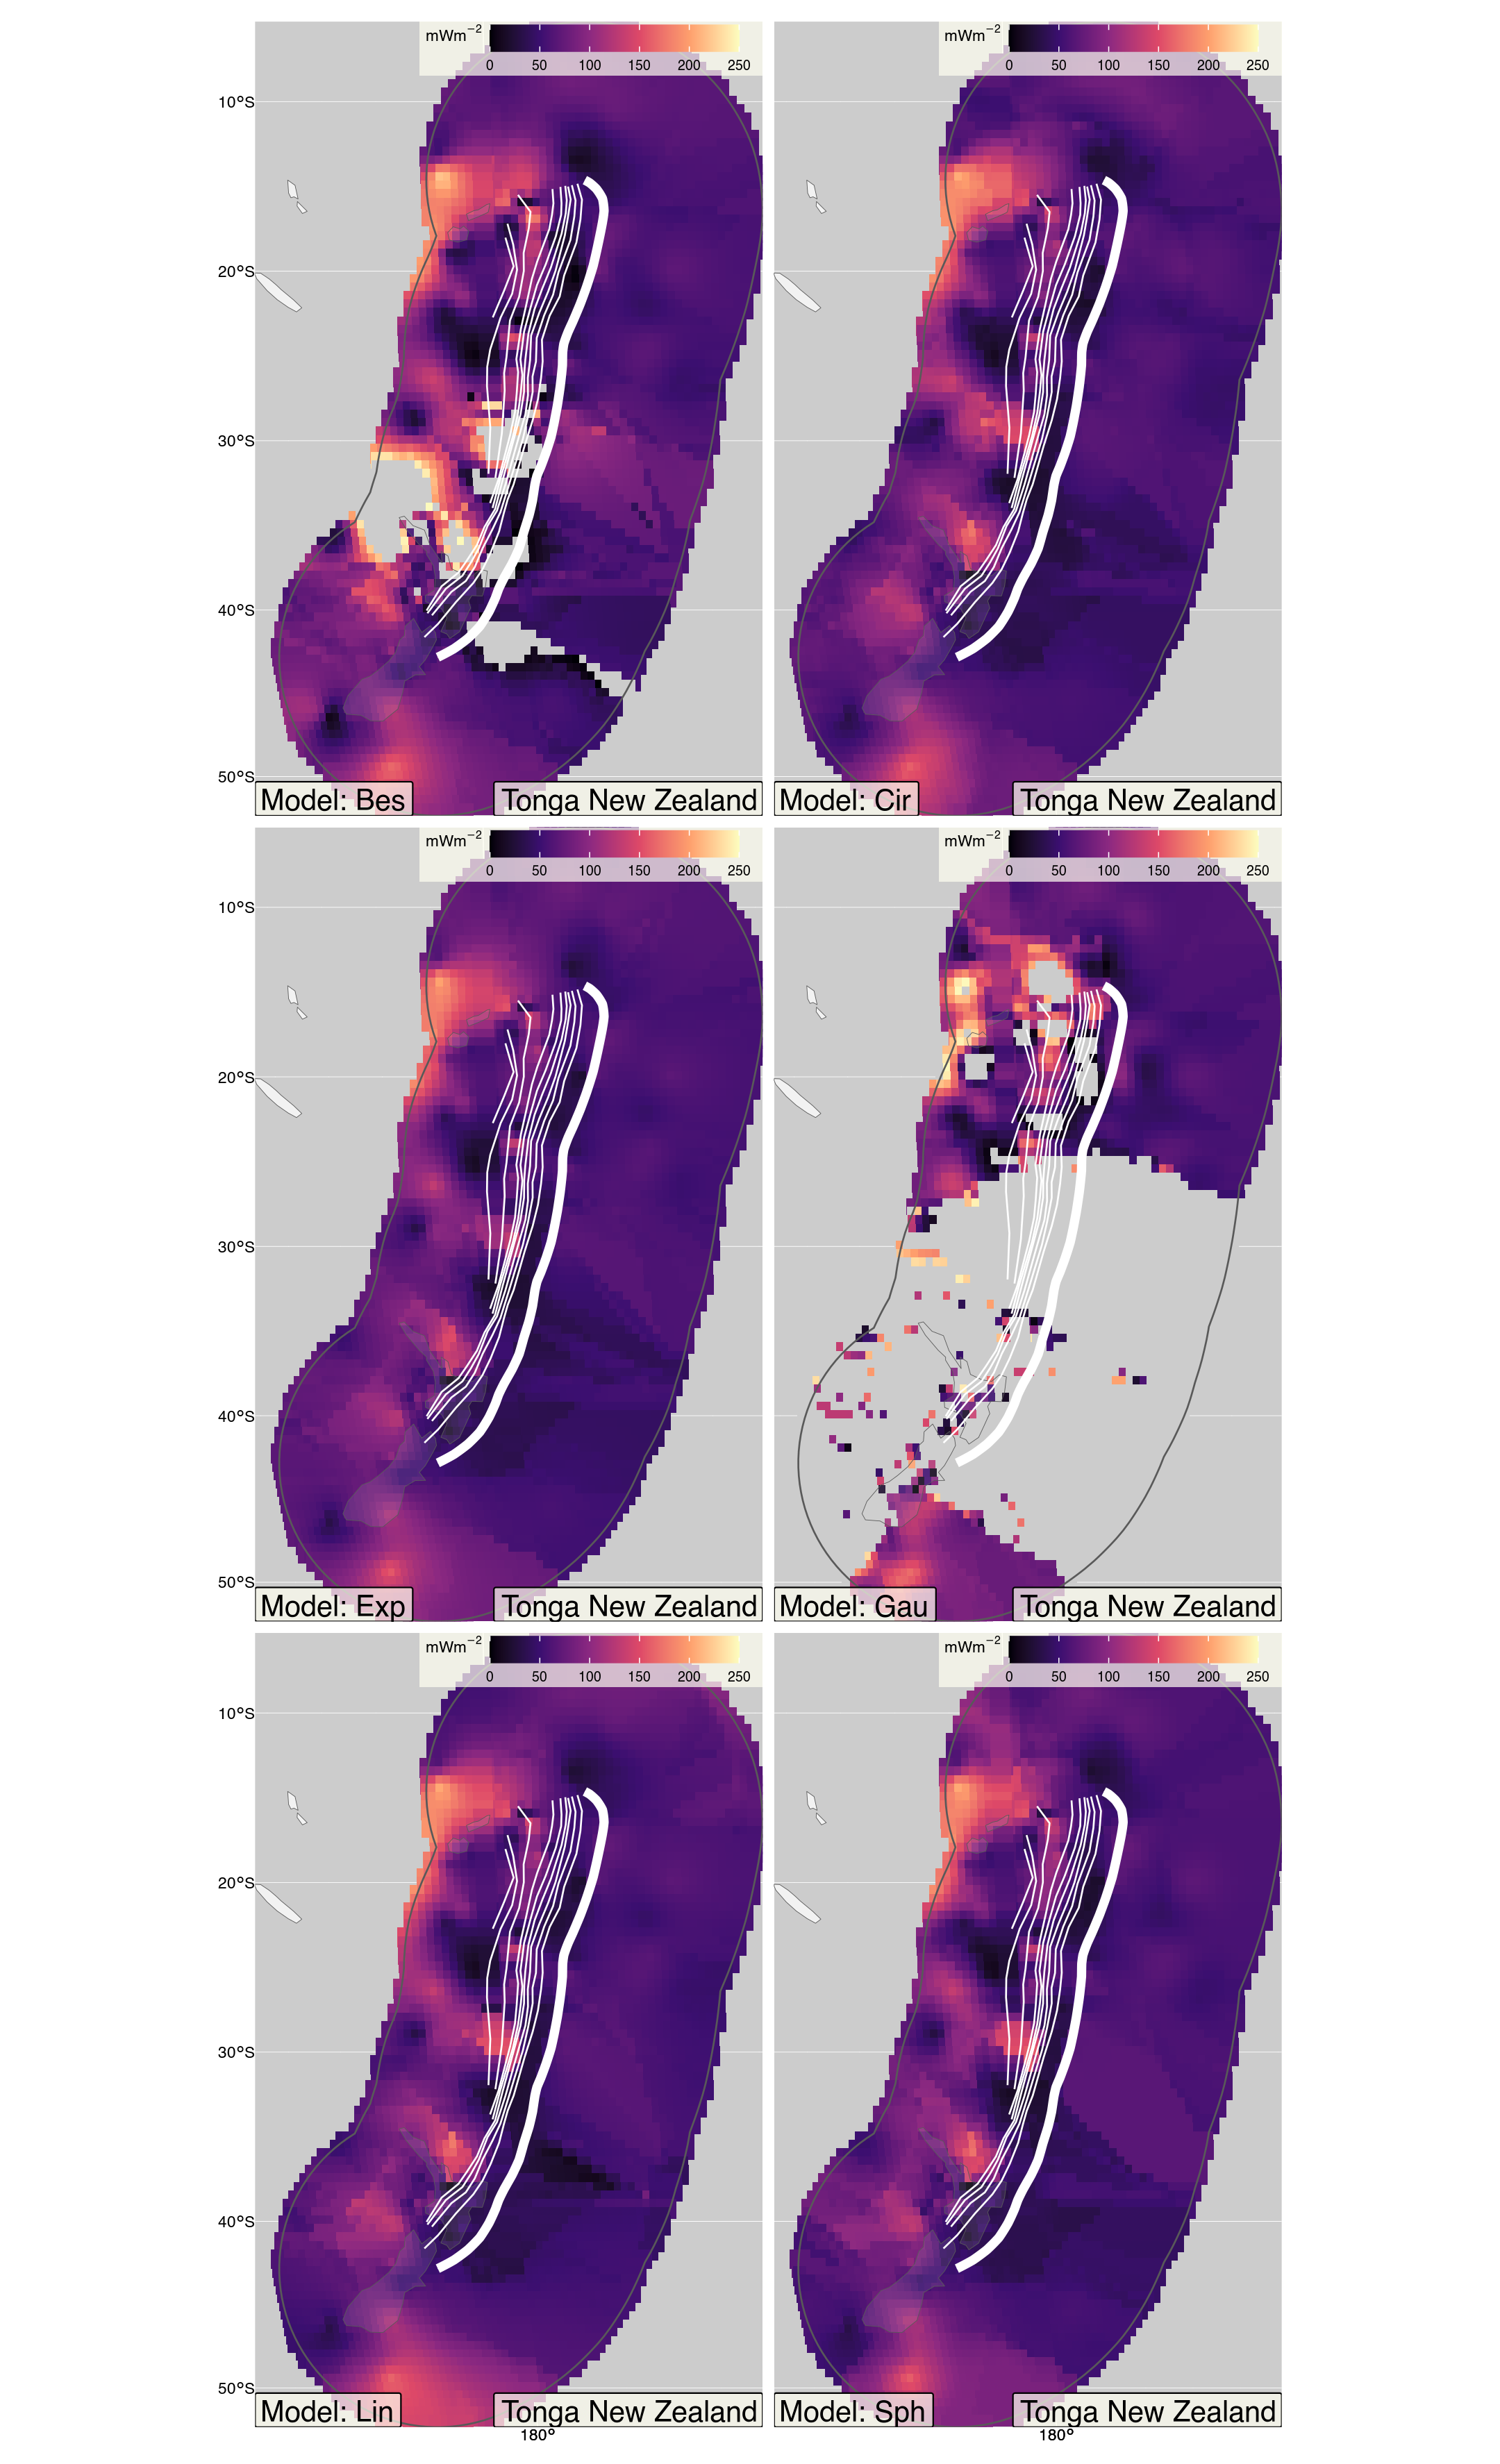 mWm−2 0 50 100 150 200 250
mWm−2 0 50 100 150 200 250
10°S
20°S
30°S
40°S
50°S
Model: Bes Tonga New Zealand
Model: Cir Tonga New Zealand
mWm−2 0 50 100 150 200 250
mWm−2 0 50 100 150 200 250
10°S
20°S
30°S
40°S
50°S
Model: Exp Tonga New Zealand
Model: Gau Tonga New Zealand
mWm−2 0 50 100 150 200 250
mWm−2 0 50 100 150 200 250
10°S
20°S
30°S
40°S
50°S
Model: Lin Tonga New Zealand
Model: Sph Tonga New Zealand
180°
180°